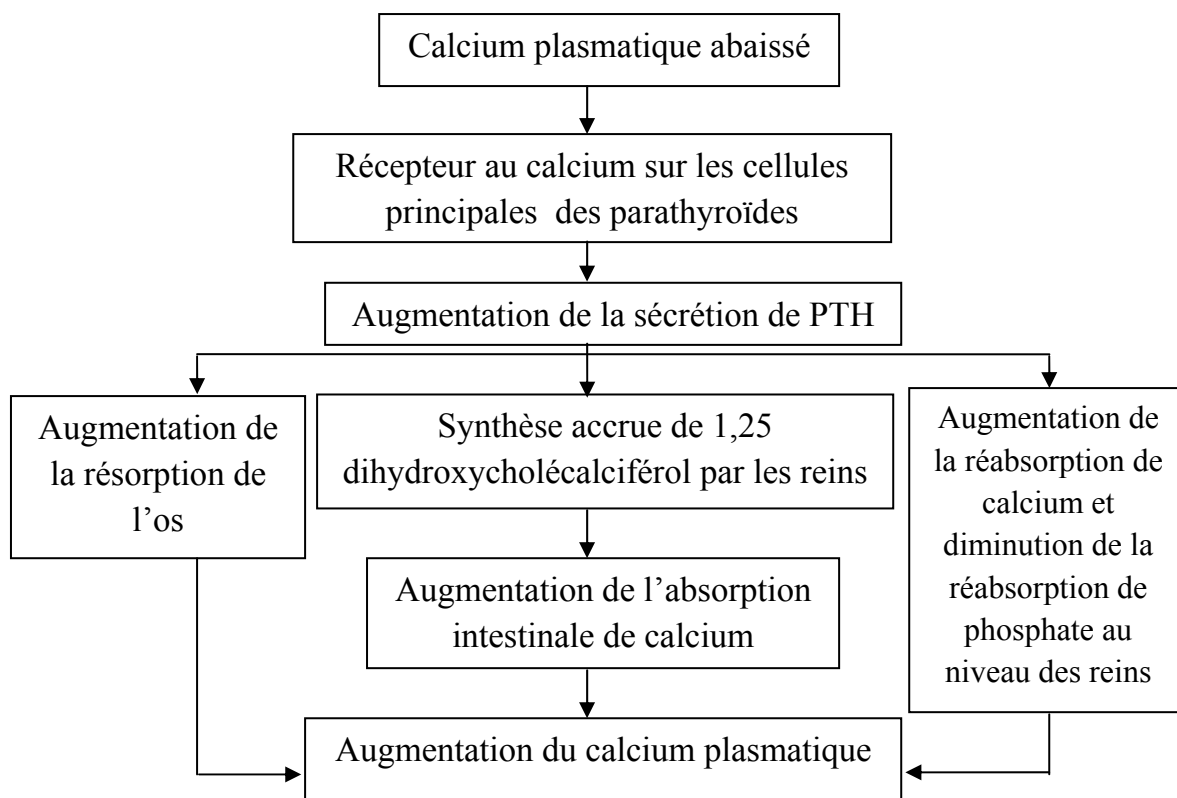 Calcium plasmatique abaissé
Récepteur au calcium sur les cellules
principales des parathyroïdes
Augmentation de la sécrétion de PTH
Augmentation de
la résorption de
l’os
Synthèse accrue de 1,25
dihydroxycholécalciférol par les reins
Augmentation de
la réabsorption de
calcium et
diminution de la
réabsorption de
phosphate au
niveau des reins
Augmentation de l’absorption
intestinale de calcium
Augmentation du calcium plasmatique